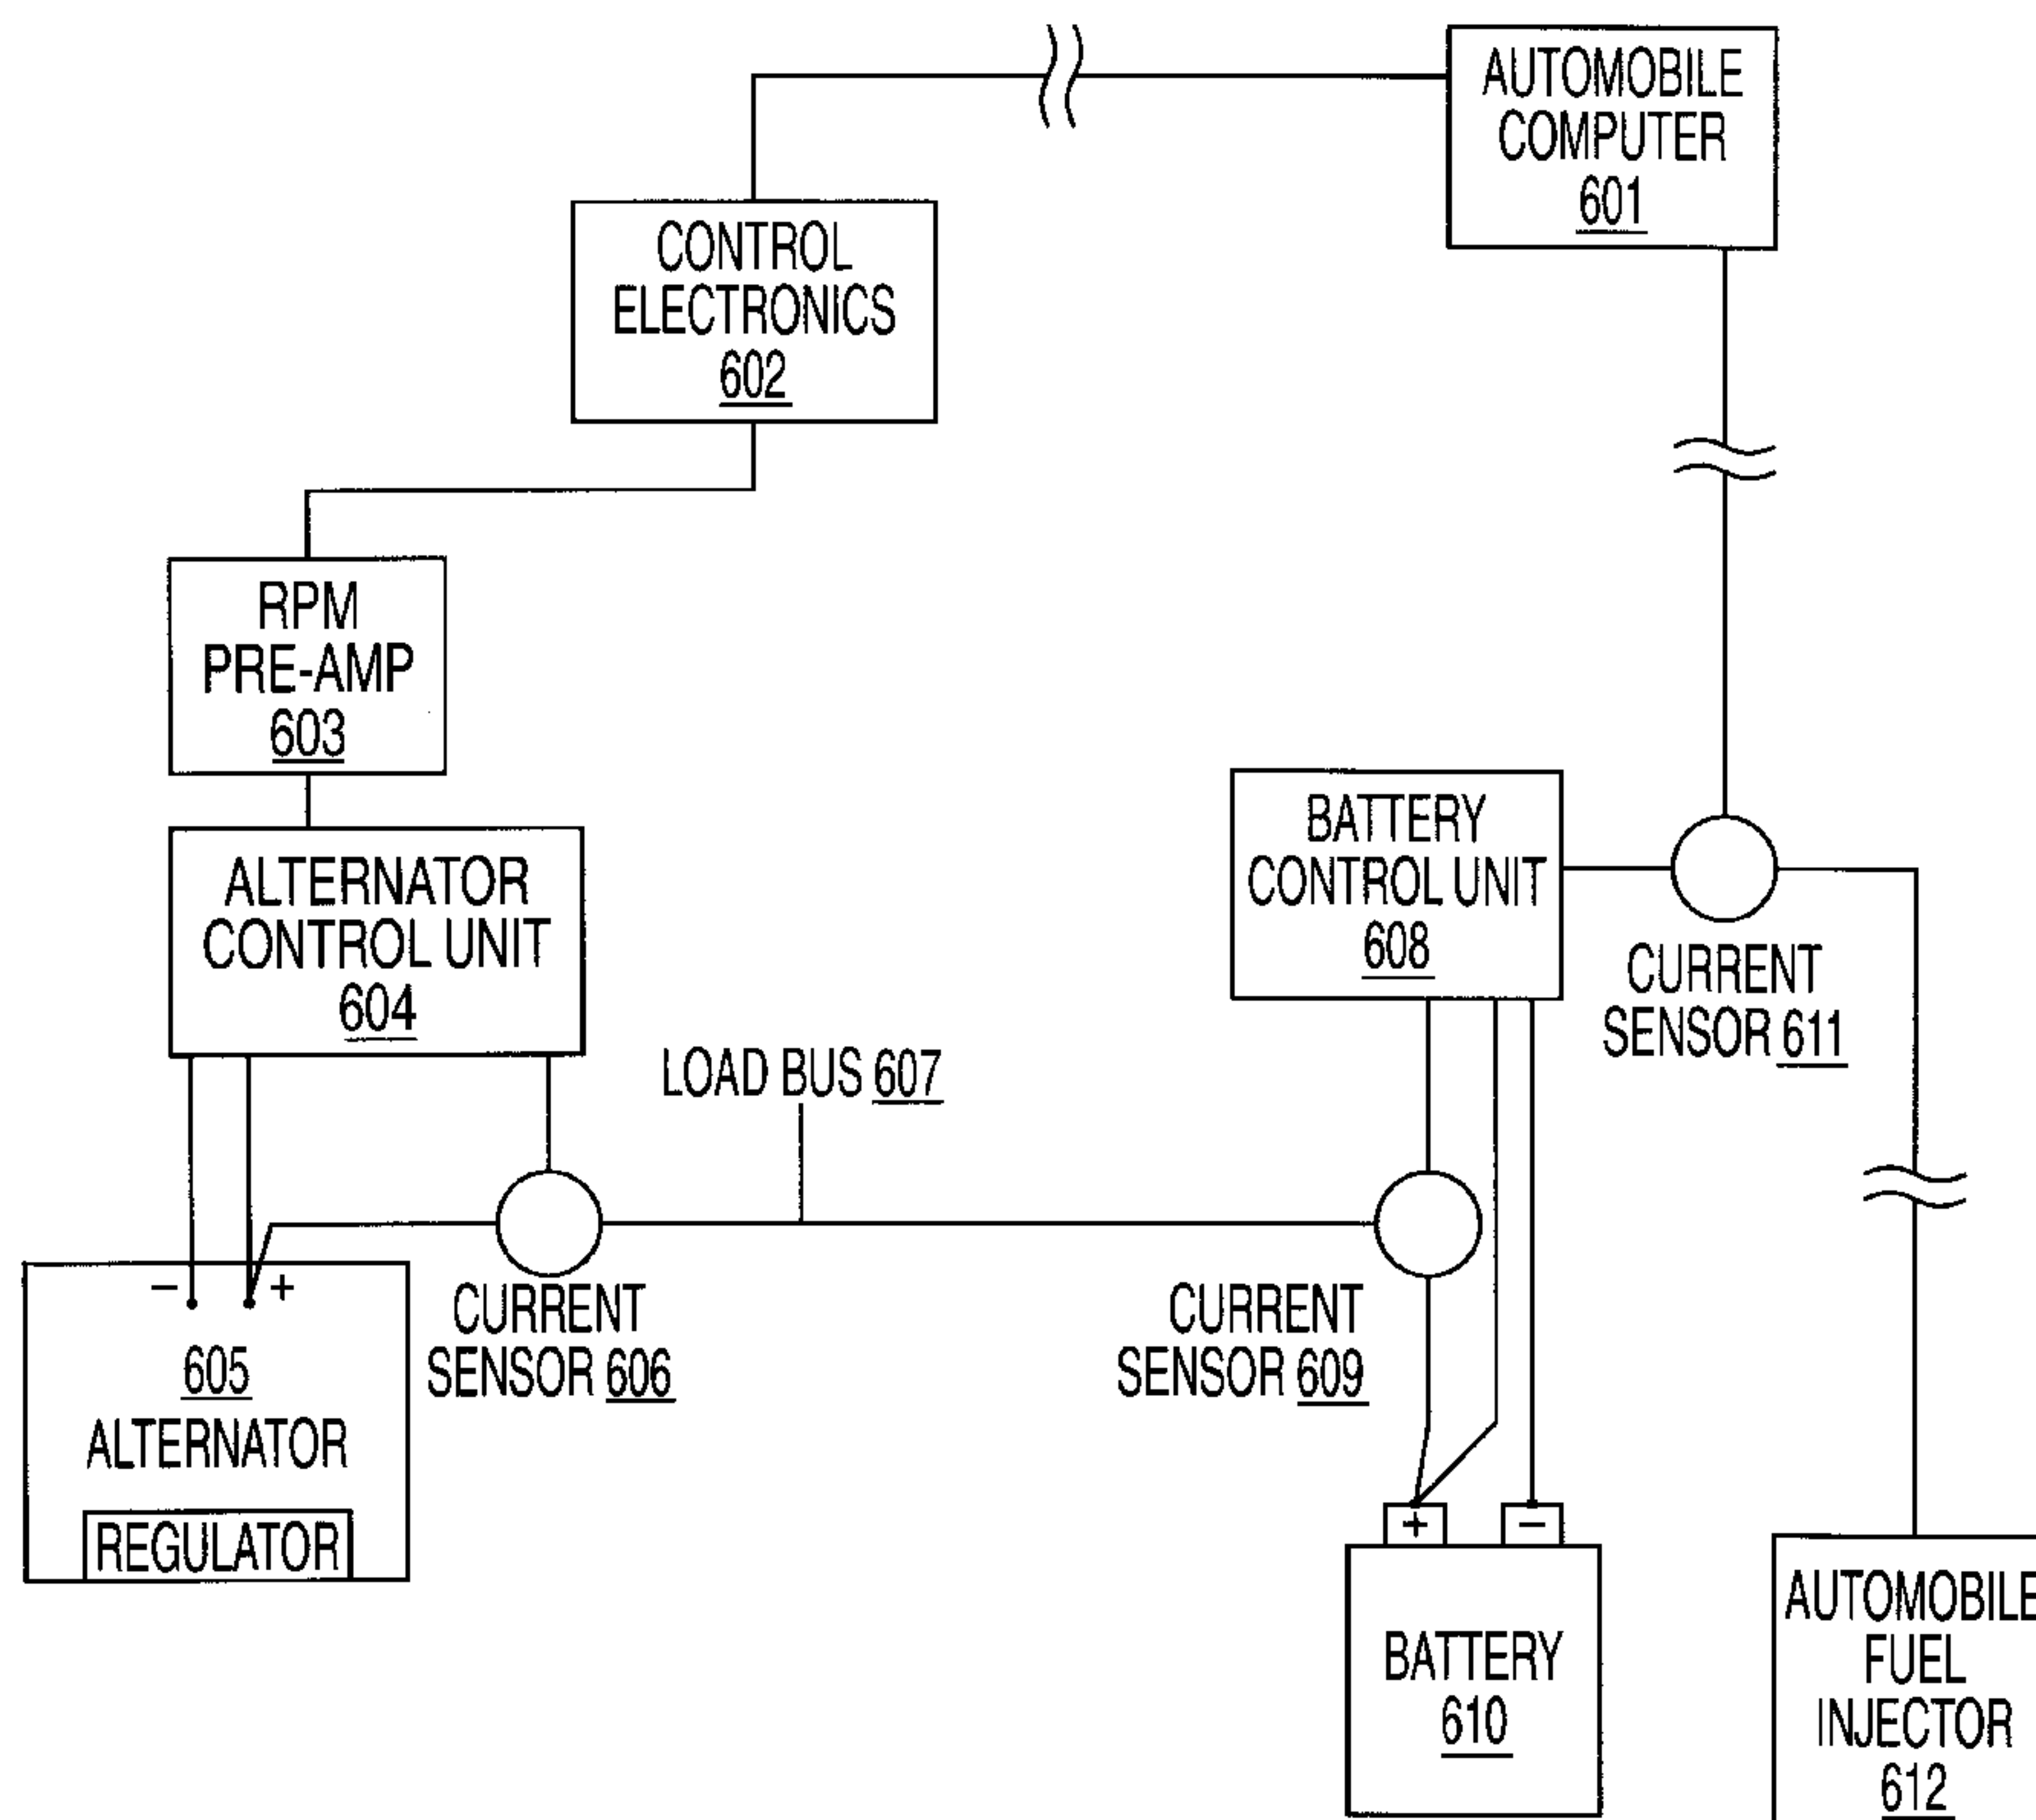 AUTOMOBILE
COMPUTER
601
CONTROL
ELECTRONICS
602
RPM
PRE-AMP
603
ALTERNATOR
CONTROL UNIT
604
BATTERY
CONTROL UNIT
608
CURRENT
SENSOR 611
LOAD BUS 607
- +
CURRENT
SENSOR 606
CURRENT
SENSOR 609
605
ALTERNATOR
REGULATOR
+ -
BATTERY
610
AUTOMOBILE
FUEL
INJECTOR
612